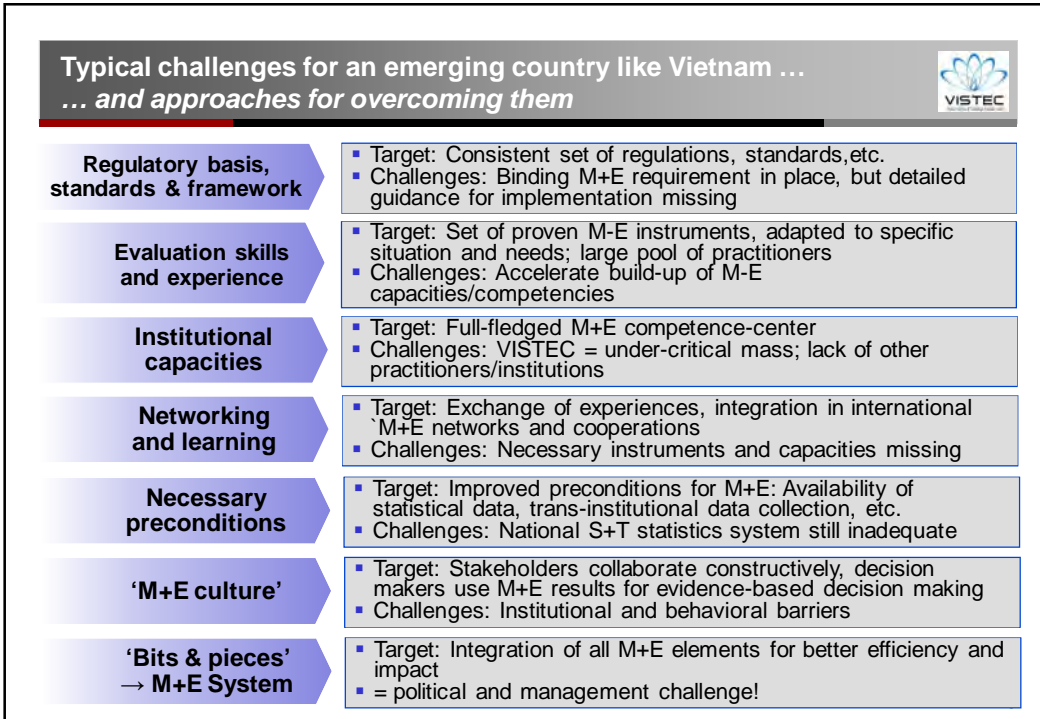 Typical challenges for an emerging country like Vietnam …
… and approaches for overcoming them
VISTEC
Regulatory basis,
standards & framework
▪ Target: Consistent set of regulations, standards,etc.
▪ Challenges: Binding M+E requirement in place, but detailed
guidance for implementation missing
Evaluation skills
and experience
▪ Target: Set of proven M-E instruments, adapted to specific
situation and needs; large pool of practitioners
▪ Challenges: Accelerate build-up of M-E
capacities/competencies
Institutional
capacities
▪ Target: Full-fledged M+E competence-center
▪ Challenges: VISTEC = under-critical mass; lack of other
practitioners/institutions
Networking
and learning
▪ Target: Exchange of experiences, integration in international
`M+E networks and cooperations
▪ Challenges: Necessary instruments and capacities missing
Necessary
preconditions
▪ Target: Improved preconditions for M+E: Availability of
statistical data, trans-institutional data collection, etc.
▪ Challenges: National S+T statistics system still inadequate
‘M+E culture’
▪ Target: Stakeholders collaborate constructively, decision
makers use M+E results for evidence-based decision making
▪ Challenges: Institutional and behavioral barriers
‘Bits & pieces’
→ M+E System
▪ Target: Integration of all M+E elements for better efficiency and
impact
▪ = political and management challenge!